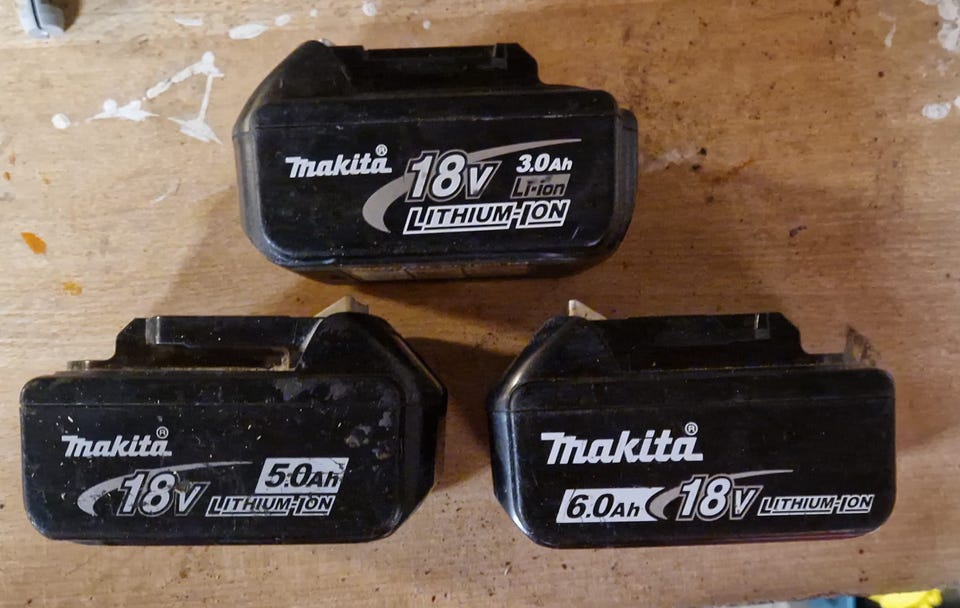 makita® 18V 3.0Ah
Li-ion
LITHIUM-ION
makita®
18V LITHIUM-ION 5.0Ah
makita®
6.0Ah 18V LITHIUM-ION